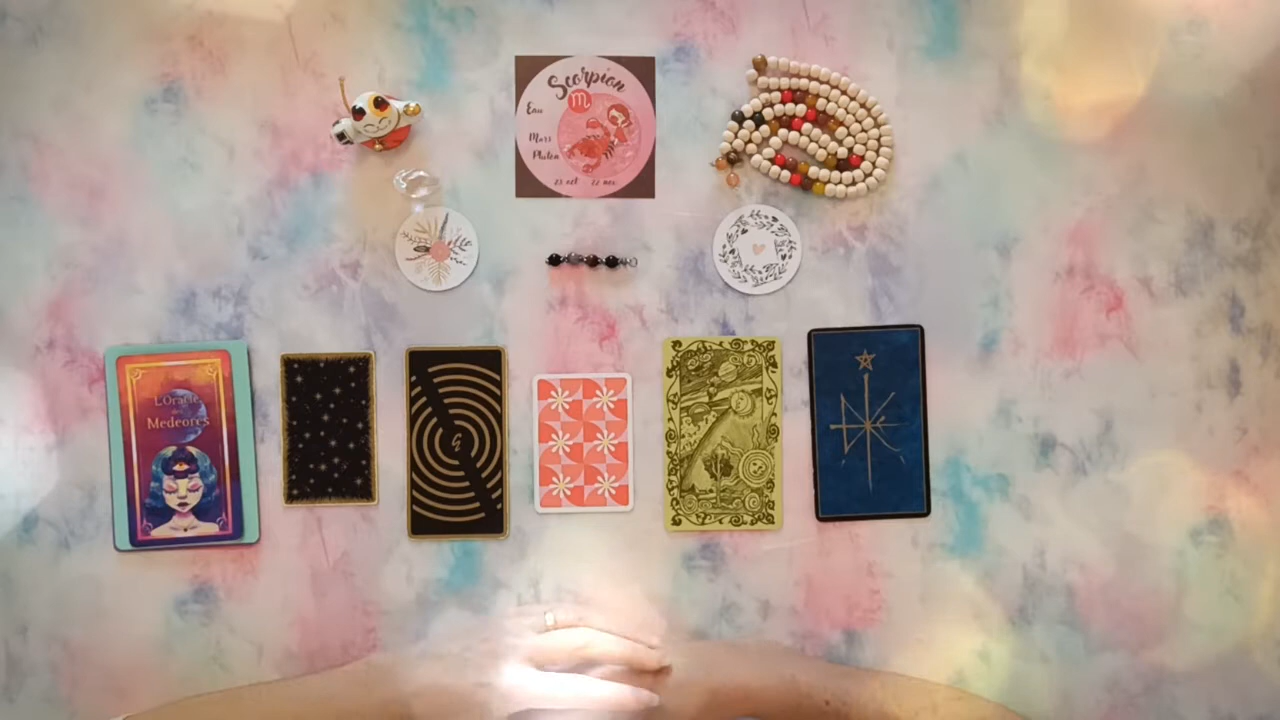 Scorpion
Eau
Mars
Pluton
23 oct 22 nov
L'Oracle
des
Medeores
G